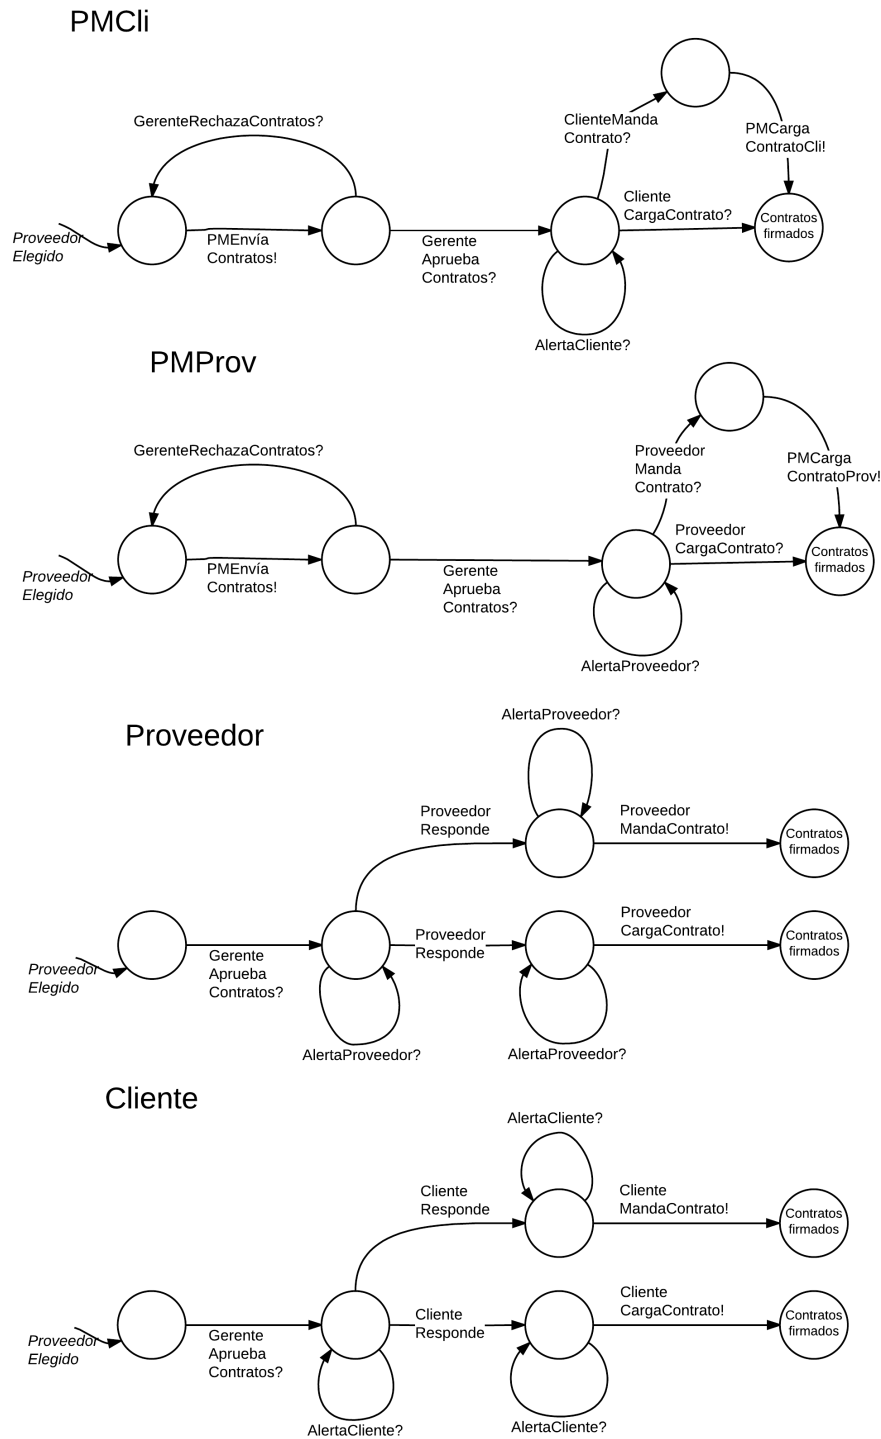 PMCli
GerenteRechazaContratos?
ClienteManda
Contrato?
PMCarga
ContratoCli!
Proveedor
Elegido
PMEnvía
Contratos!
Gerente
Aprueba
Contratos?
Cliente
CargaContrato?
Contratos
firmados
AlertaCliente?
PMProv
GerenteRechazaContratos?
Proveedor
Manda
Contrato?
PMCarga
ContratoProv!
Proveedor
Elegido
PMEnvía
Contratos!
Gerente
Aprueba
Contratos?
Proveedor
CargaContrato?
Contratos
firmados
AlertaProveedor?
Proveedor
AlertaProveedor?
Proveedor
Responde
Proveedor
MandaContrato!
Contratos
firmados
Proveedor
Elegido
Gerente
Aprueba
Contratos?
Proveedor
Responde
Proveedor
CargaContrato!
Contratos
firmados
AlertaProveedor?
AlertaProveedor?
Cliente
AlertaCliente?
Cliente
Responde
Cliente
MandaContrato!
Contratos
firmados
Proveedor
Elegido
Gerente
Aprueba
Contratos?
Cliente
Responde
Cliente
CargaContrato!
Contratos
firmados
AlertaCliente?
AlertaCliente?